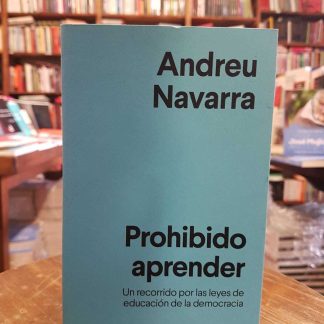 Andreu
Navarra
Prohibido
aprender
Un recorrido por las leyes de
educación de la democracia